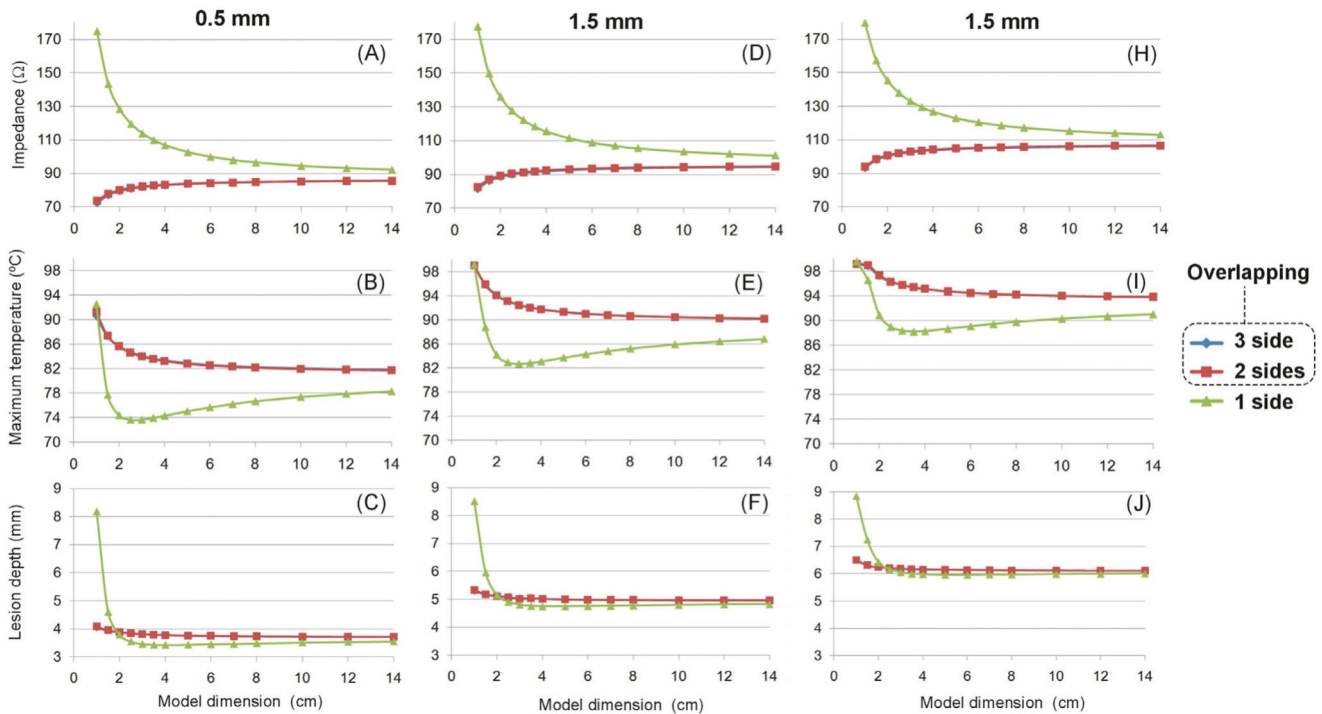 0.5 mm
1.5 mm
1.5 mm
Impedance (Ω)
170
150
130
110
90
70
0 2 4 6 8 10 12 14
(A)
170
150
130
110
90
70
0 2 4 6 8 10 12 14
(D)
170
150
130
110
90
70
0 2 4 6 8 10 12 14
(H)
Maximum temperature (ºC)
98
94
90
86
82
78
74
70
0 2 4 6 8 10 12 14
(B)
98
94
90
86
82
78
74
70
0 2 4 6 8 10 12 14
(E)
98
94
90
86
82
78
74
70
0 2 4 6 8 10 12 14
(I)
Lesion depth (mm)
9
8
7
6
5
4
3
0 2 4 6 8 10 12 14
(C)
Model dimension (cm)
9
8
7
6
5
4
3
0 2 4 6 8 10 12 14
(F)
Model dimension (cm)
9
8
7
6
5
4
3
0 2 4 6 8 10 12 14
(J)
Model dimension (cm)
Overlapping
3 side
2 sides
1 side